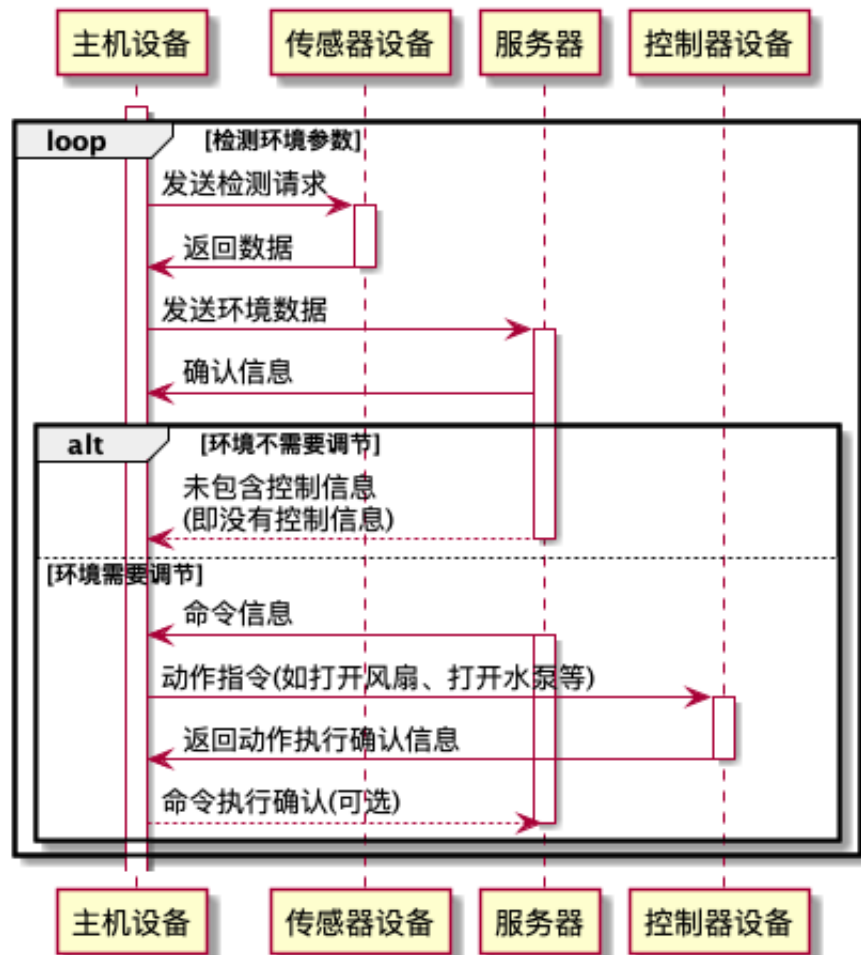 主机设备
传感器设备
服务器
控制器设备
loop
[检测环境参数]
发送检测请求
返回数据
发送环境数据
确认信息
alt
[环境不需要调节]
未包含控制信息
(即没有控制信息)
[环境需要调节]
命令信息
动作指令(如打开风扇、打开水泵等)
返回动作执行确认信息
命令执行确认(可选)
主机设备
传感器设备
服务器
控制器设备